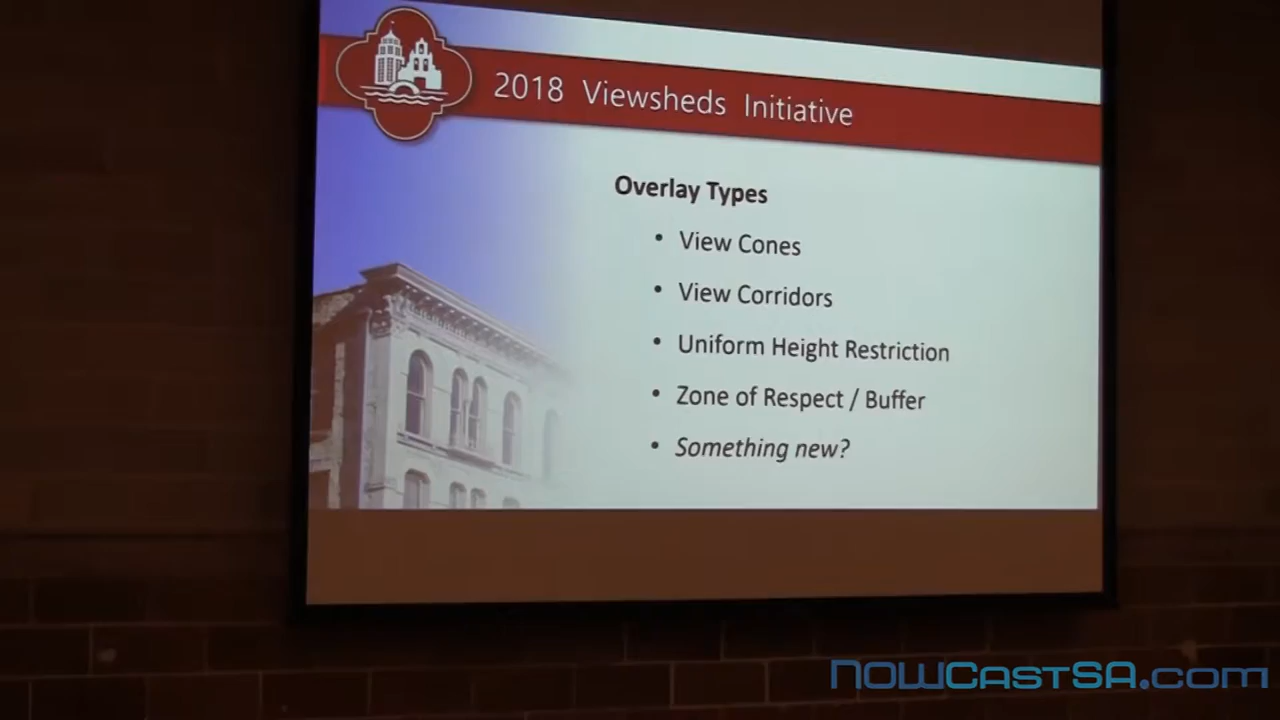 2018 Viewsheds Initiative
Overlay Types
• View Cones
• View Corridors
• Uniform Height Restriction
• Zone of Respect / Buffer
• Something new?
NOWCASTSA.com